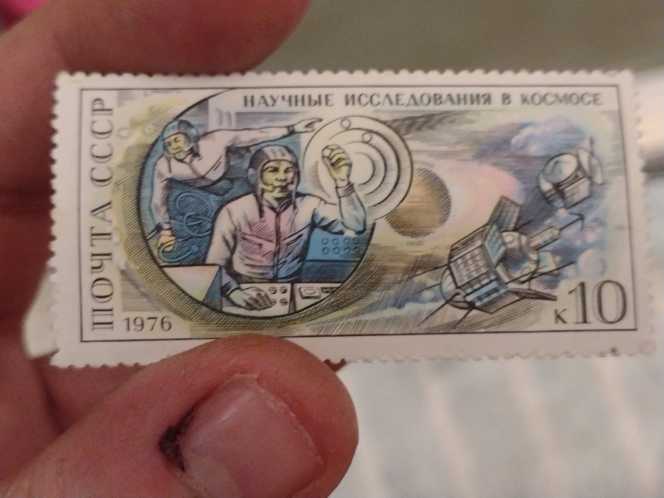 НАУЧНЫЕ ИССЛЕДОВАНИЯ В КОСМОСЕ
ПОЧТА СССР
1976
к10